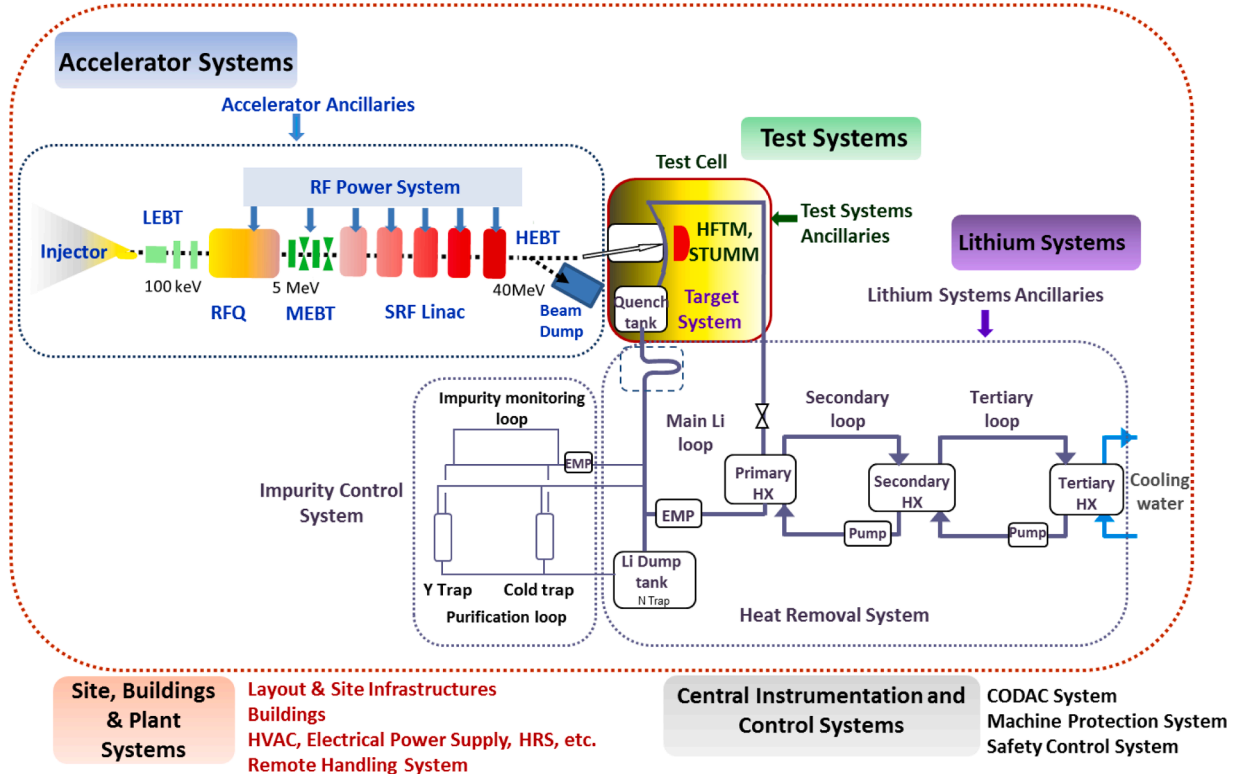 Accelerator Systems
Accelerator Ancillaries
RF Power System
LEBT
Injector
100 keV
RFQ
5 MeV
MEBT
SRF Linac
HEBT
40MeV
Beam
Dump
Test Systems
Test Cell
HFTM,
STUMM
Test Systems
Ancillaries
Quench
tank
Target
System
Lithium Systems
Lithium Systems Ancillaries
Impurity monitoring
loop
EMP
Impurity Control
System
Y Trap
Cold trap
Purification loop
Main Li
loop
Secondary
loop
Tertiary
loop
Primary
HX
Secondary
HX
Tertiary
HX
Cooling
water
EMP
Pump
Pump
Li Dump
tank
N Trap
Heat Removal System
Site, Buildings
& Plant
Systems
Layout & Site Infrastructures
Buildings
HVAC, Electrical Power Supply, HRS, etc.
Remote Handling System
Central Instrumentation and
Control Systems
CODAC System
Machine Protection System
Safety Control System